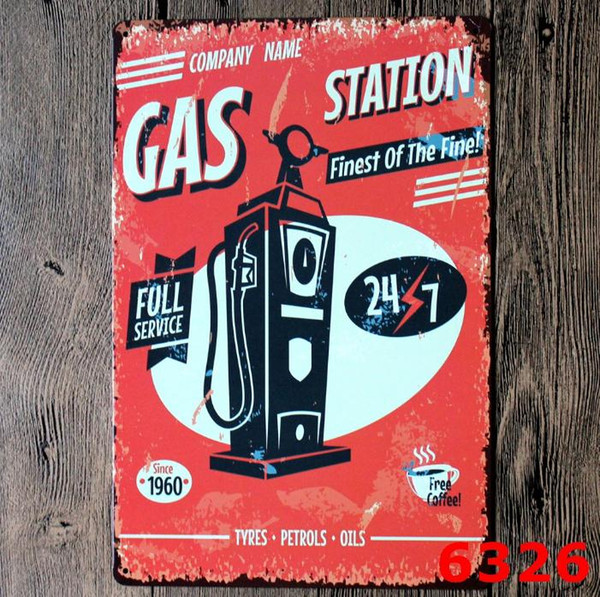 COMPANY NAME
GAS STATION
Finest Of The Fine!
24 7
FULL
SERVICE
Since
1960
Free
Coffee!
TYRES • PETROLS • OILS
6326